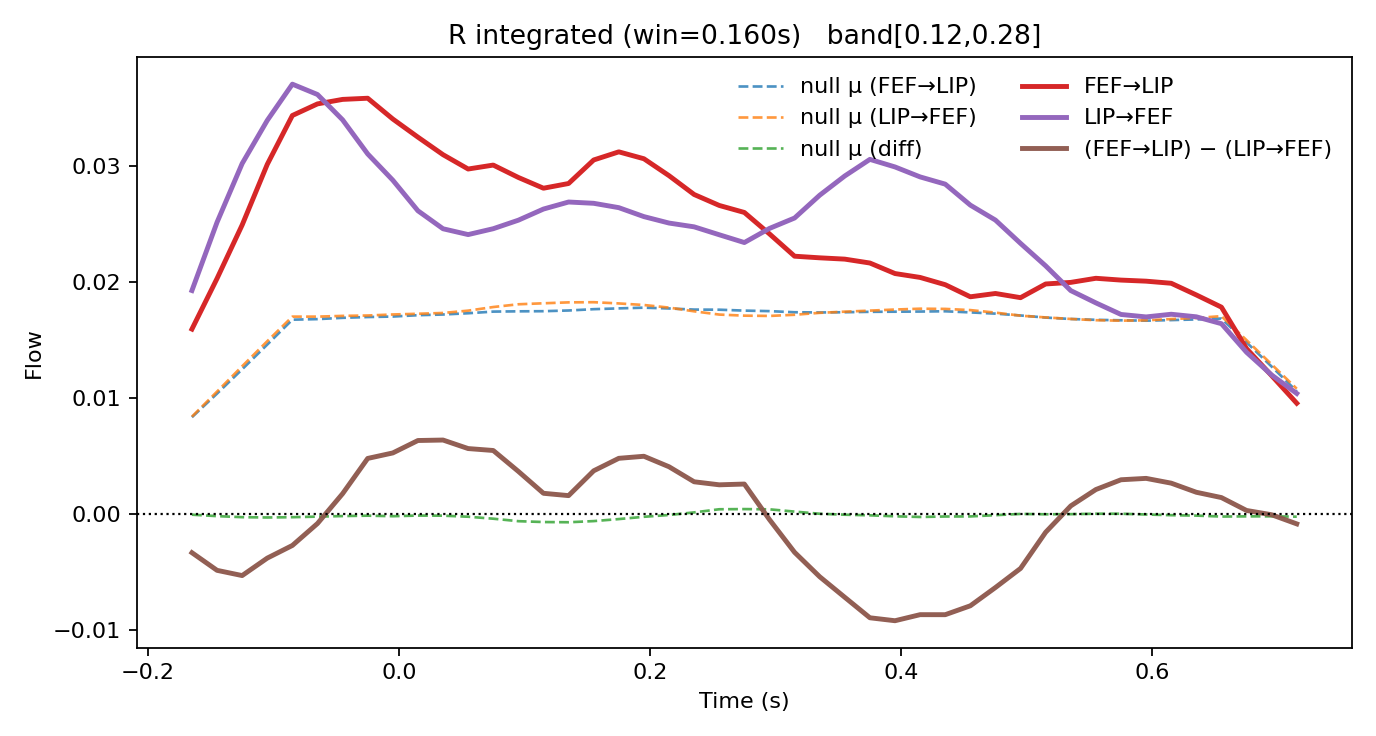 R integrated (win=0.160s)   band[0.12,0.28]
null μ (FEF→LIP)
null μ (LIP→FEF)
null μ (diff)
FEF→LIP
LIP→FEF
(FEF→LIP) − (LIP→FEF)
Flow
0.03
0.02
0.01
0.00
−0.01
−0.2
0.0
0.2
0.4
0.6
Time (s)